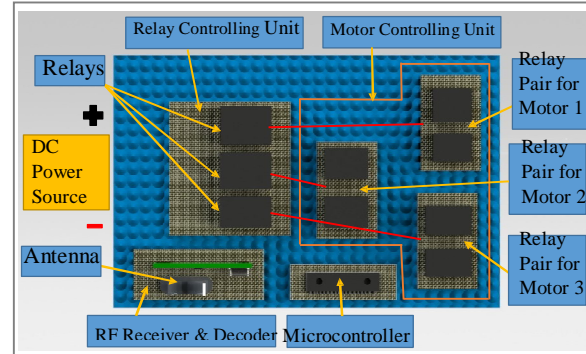 Relay Controlling Unit
Motor Controlling Unit
Relays
Relay
Pair for
Motor 1
DC
Power
Source
Relay
Pair for
Motor 2
Antenna
Relay
Pair for
Motor 3
RF Receiver & Decoder
Microcontroller